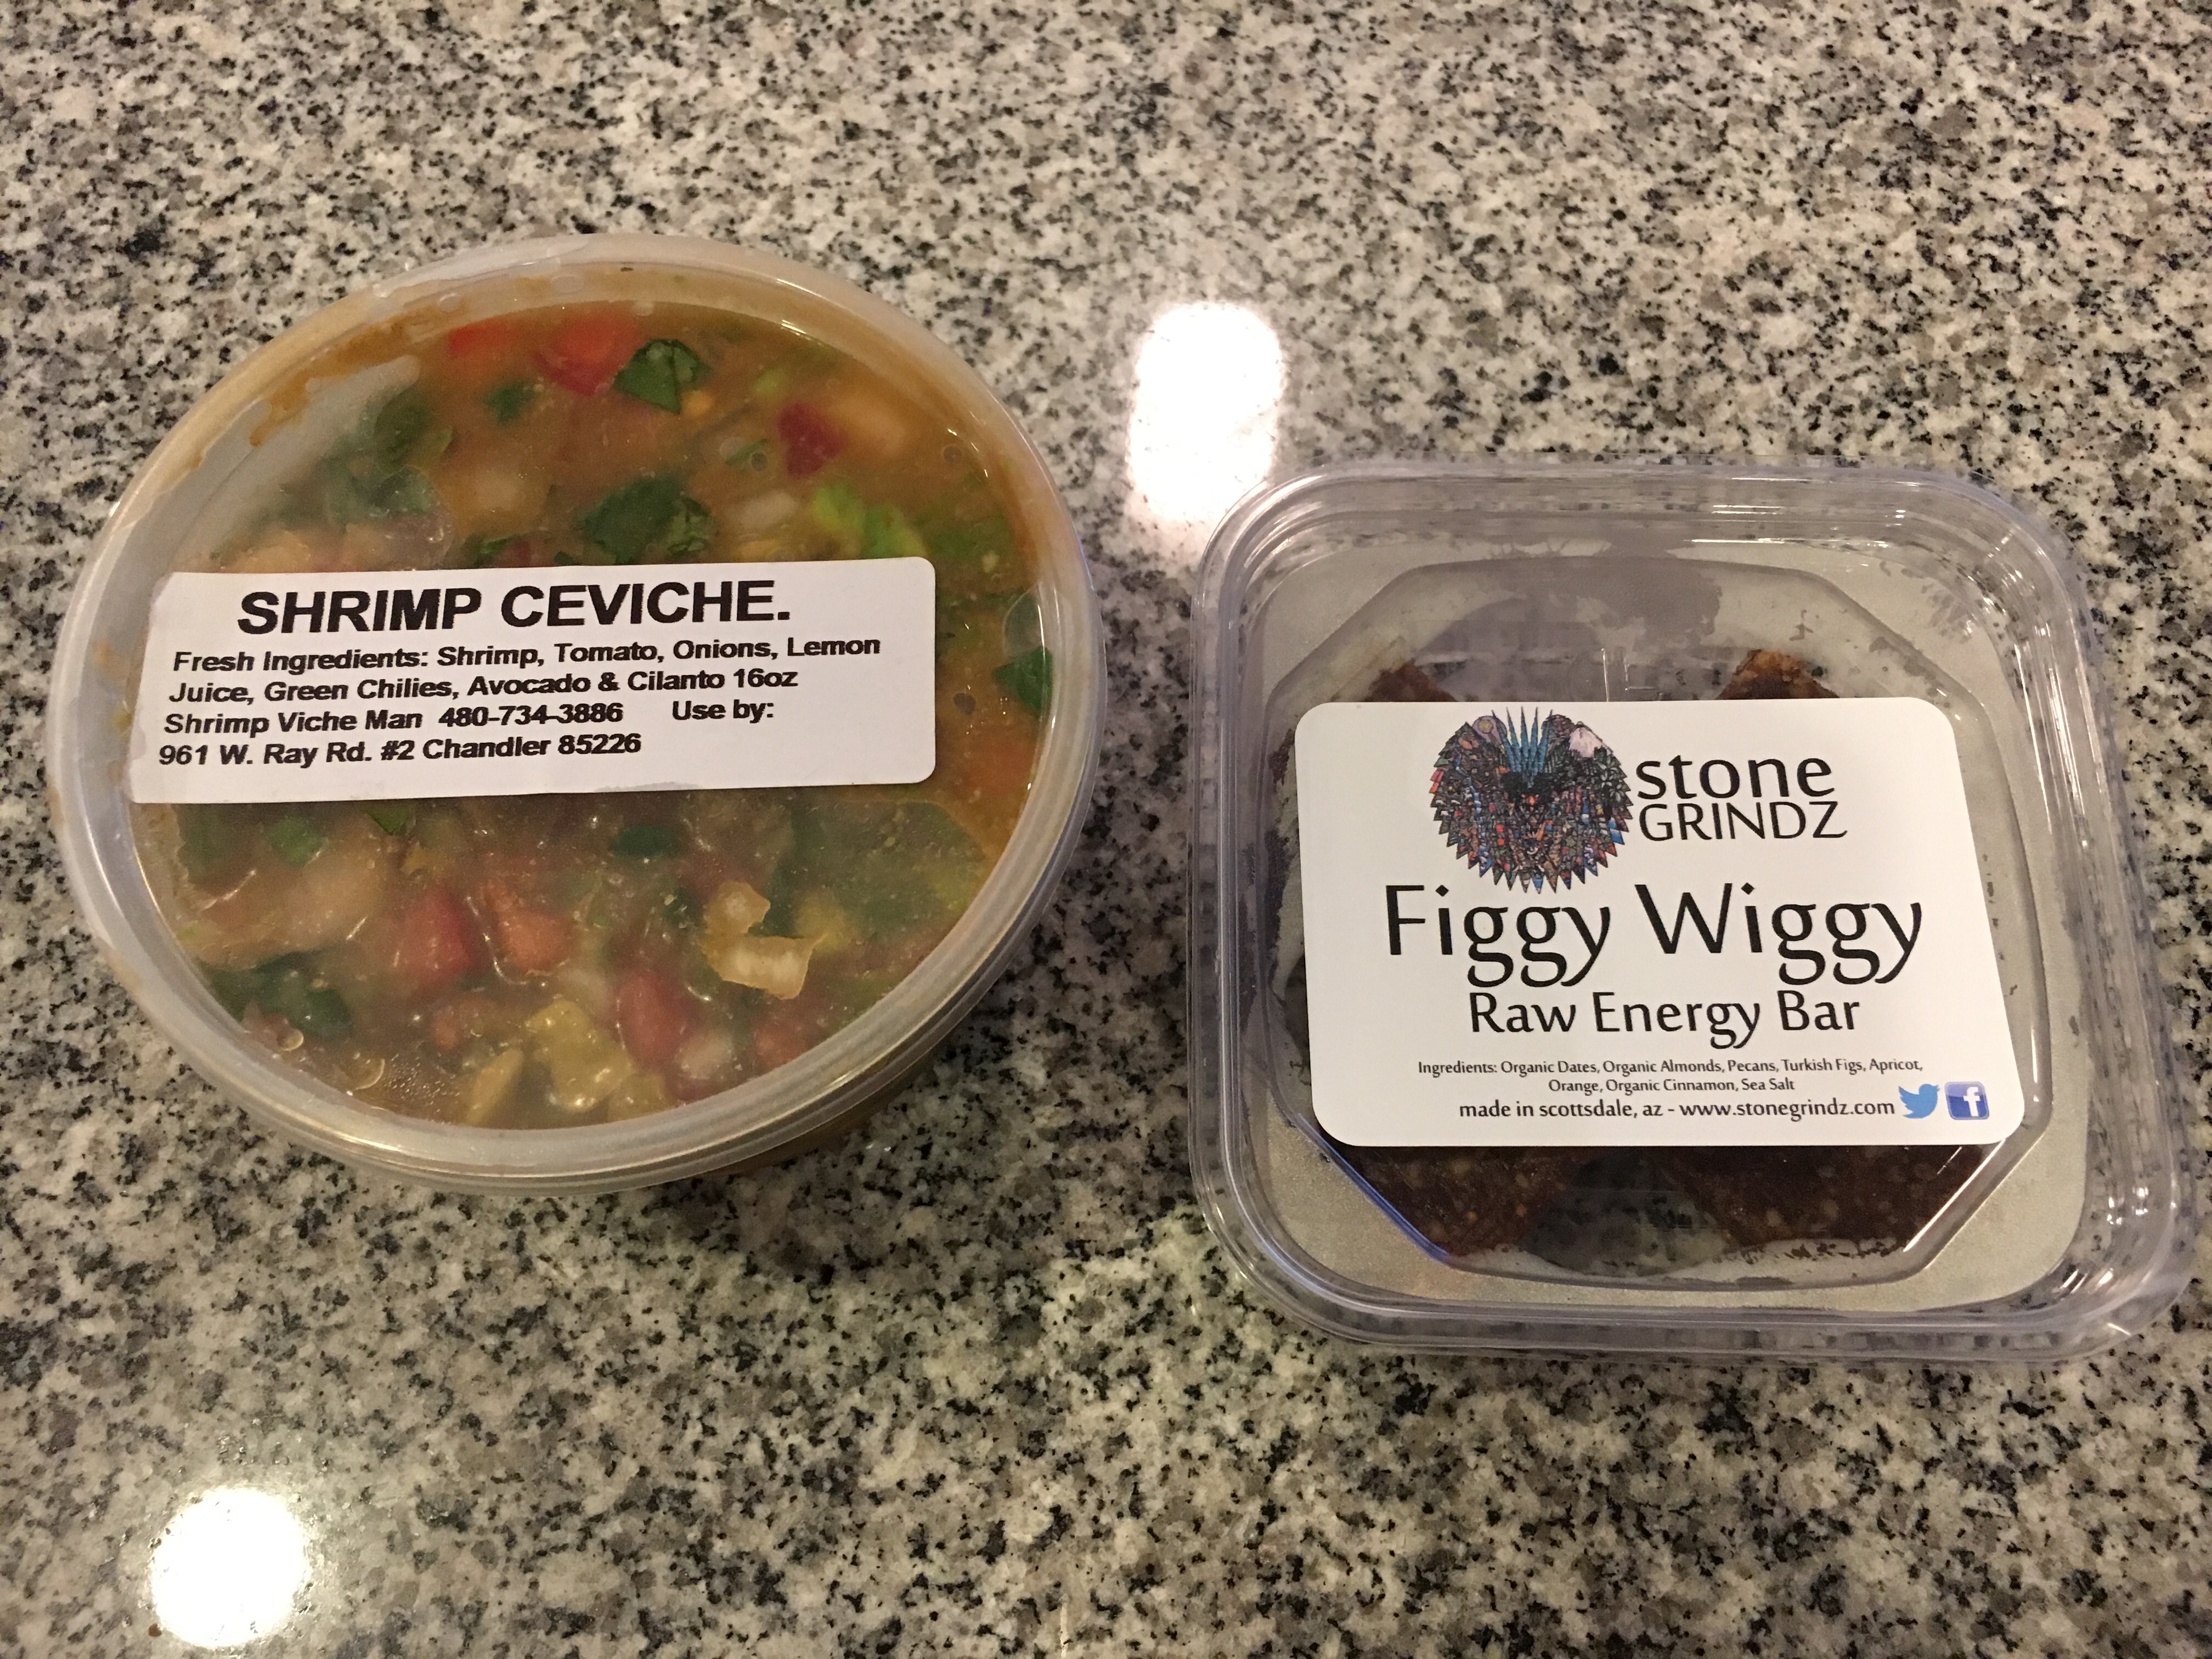 SHRIMP CEVICHE.
Fresh Ingredients: Shrimp, Tomato, Onions, Lemon
Juice, Green Chilies, Avocado & Cilanto 16oz
Shrimp Viche Man 480-734-3886 Use by:
961 W. Ray Rd. #2 Chandler 85226
stone
GRINDZ
Figgy Wiggy
Raw Energy Bar
Ingredients: Organic Dates, Organic Almonds, Pecans, Turkish Figs, Apricot,
Orange, Organic Cinnamon, Sea Salt
made in scottsdale, az - www.stonegrindz.com